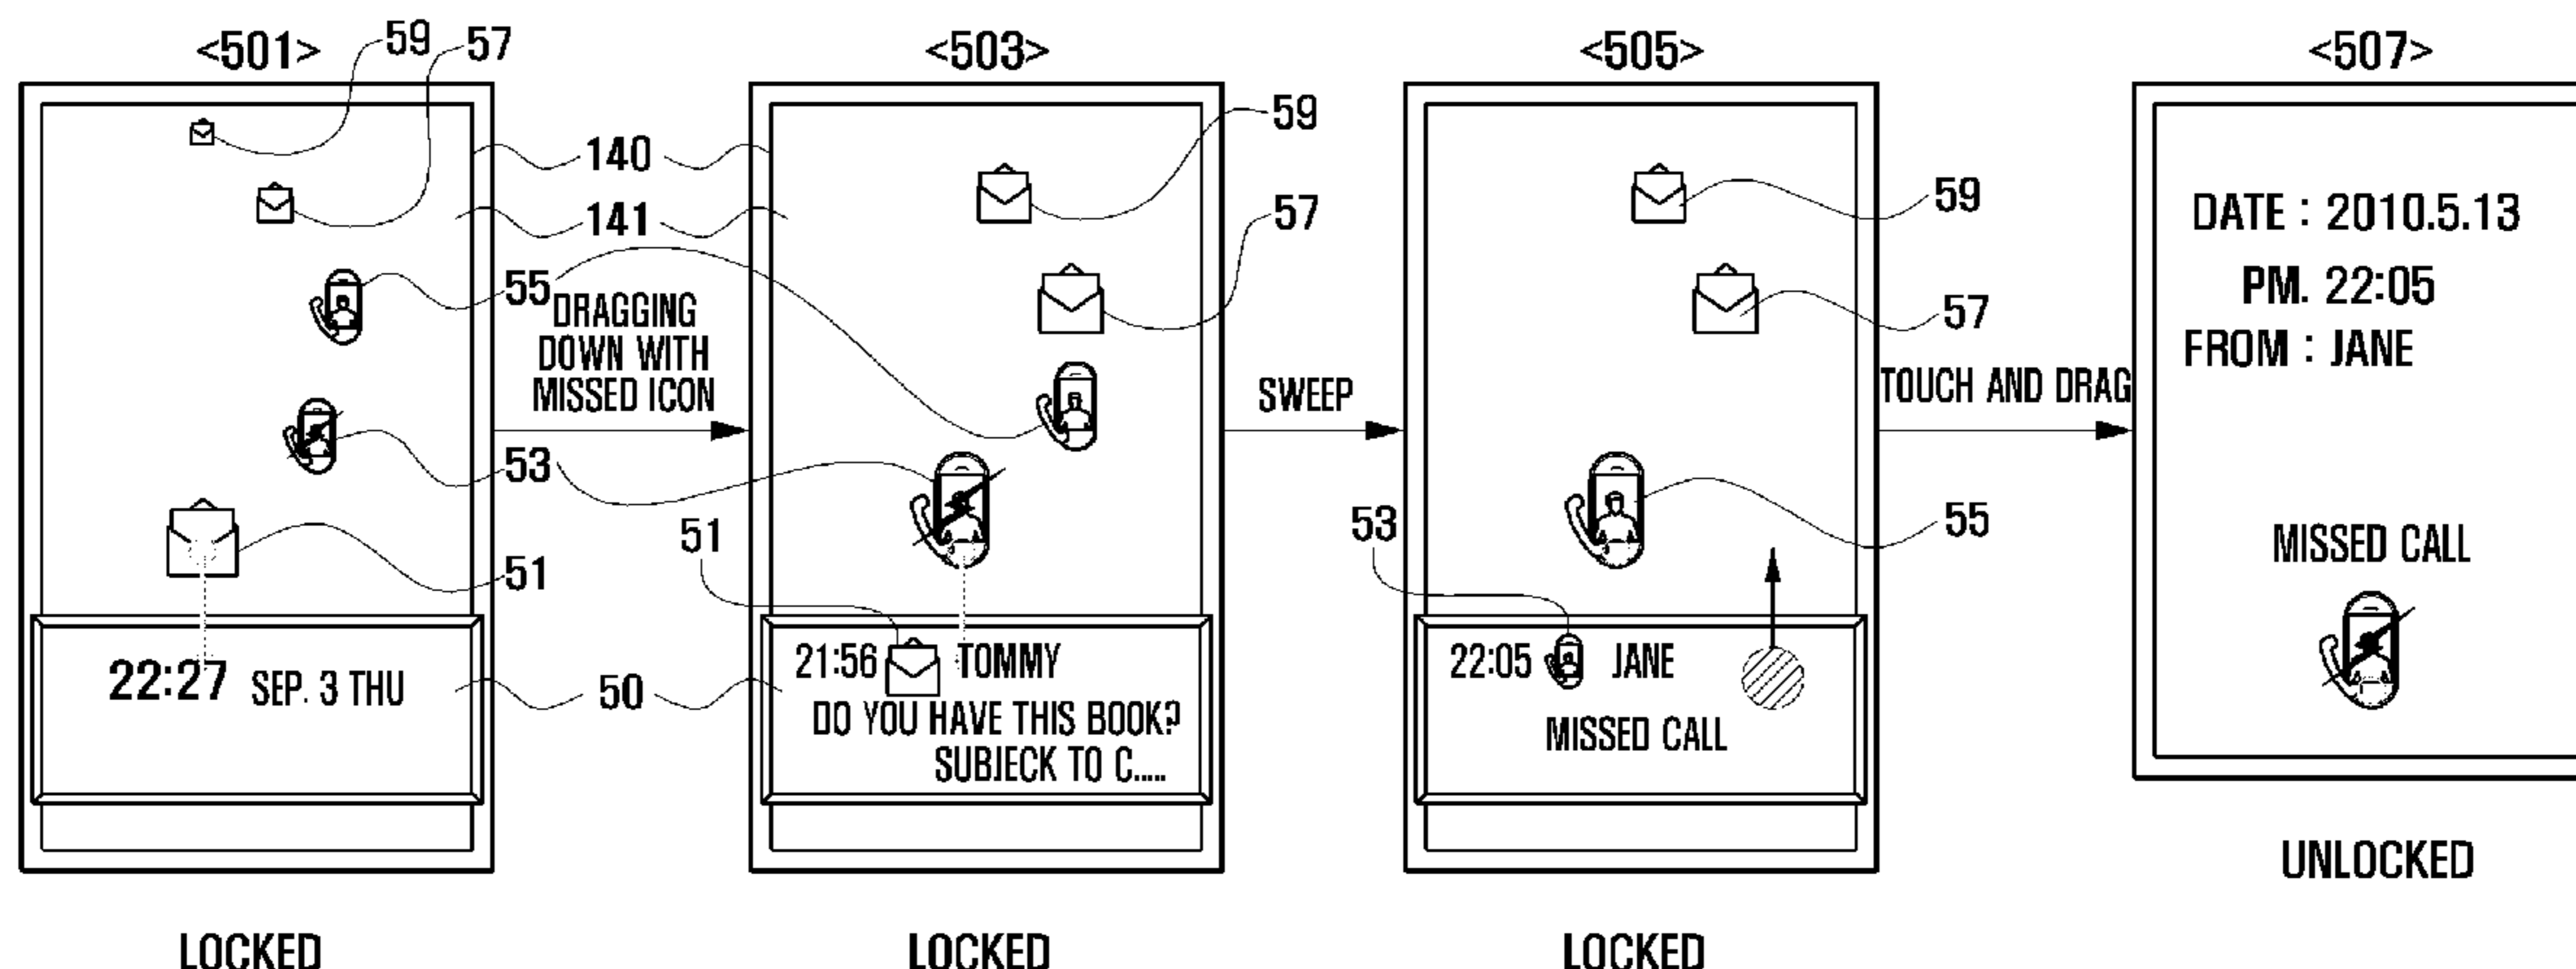 <501>
59
57
140
141
55
53
51
22:27 SEP. 3 THU
50
LOCKED
DRAGGING
DOWN WITH
MISSED ICON
<503>
59
57
51
21:56 TOMMY
DO YOU HAVE THIS BOOK?
SUBJECK TO C.....
LOCKED
SWEEP
<505>
59
57
55
53
22:05 JANE
MISSED CALL
LOCKED
TOUCH AND DRAG
<507>
DATE : 2010.5.13
PM. 22:05
FROM : JANE
MISSED CALL
UNLOCKED